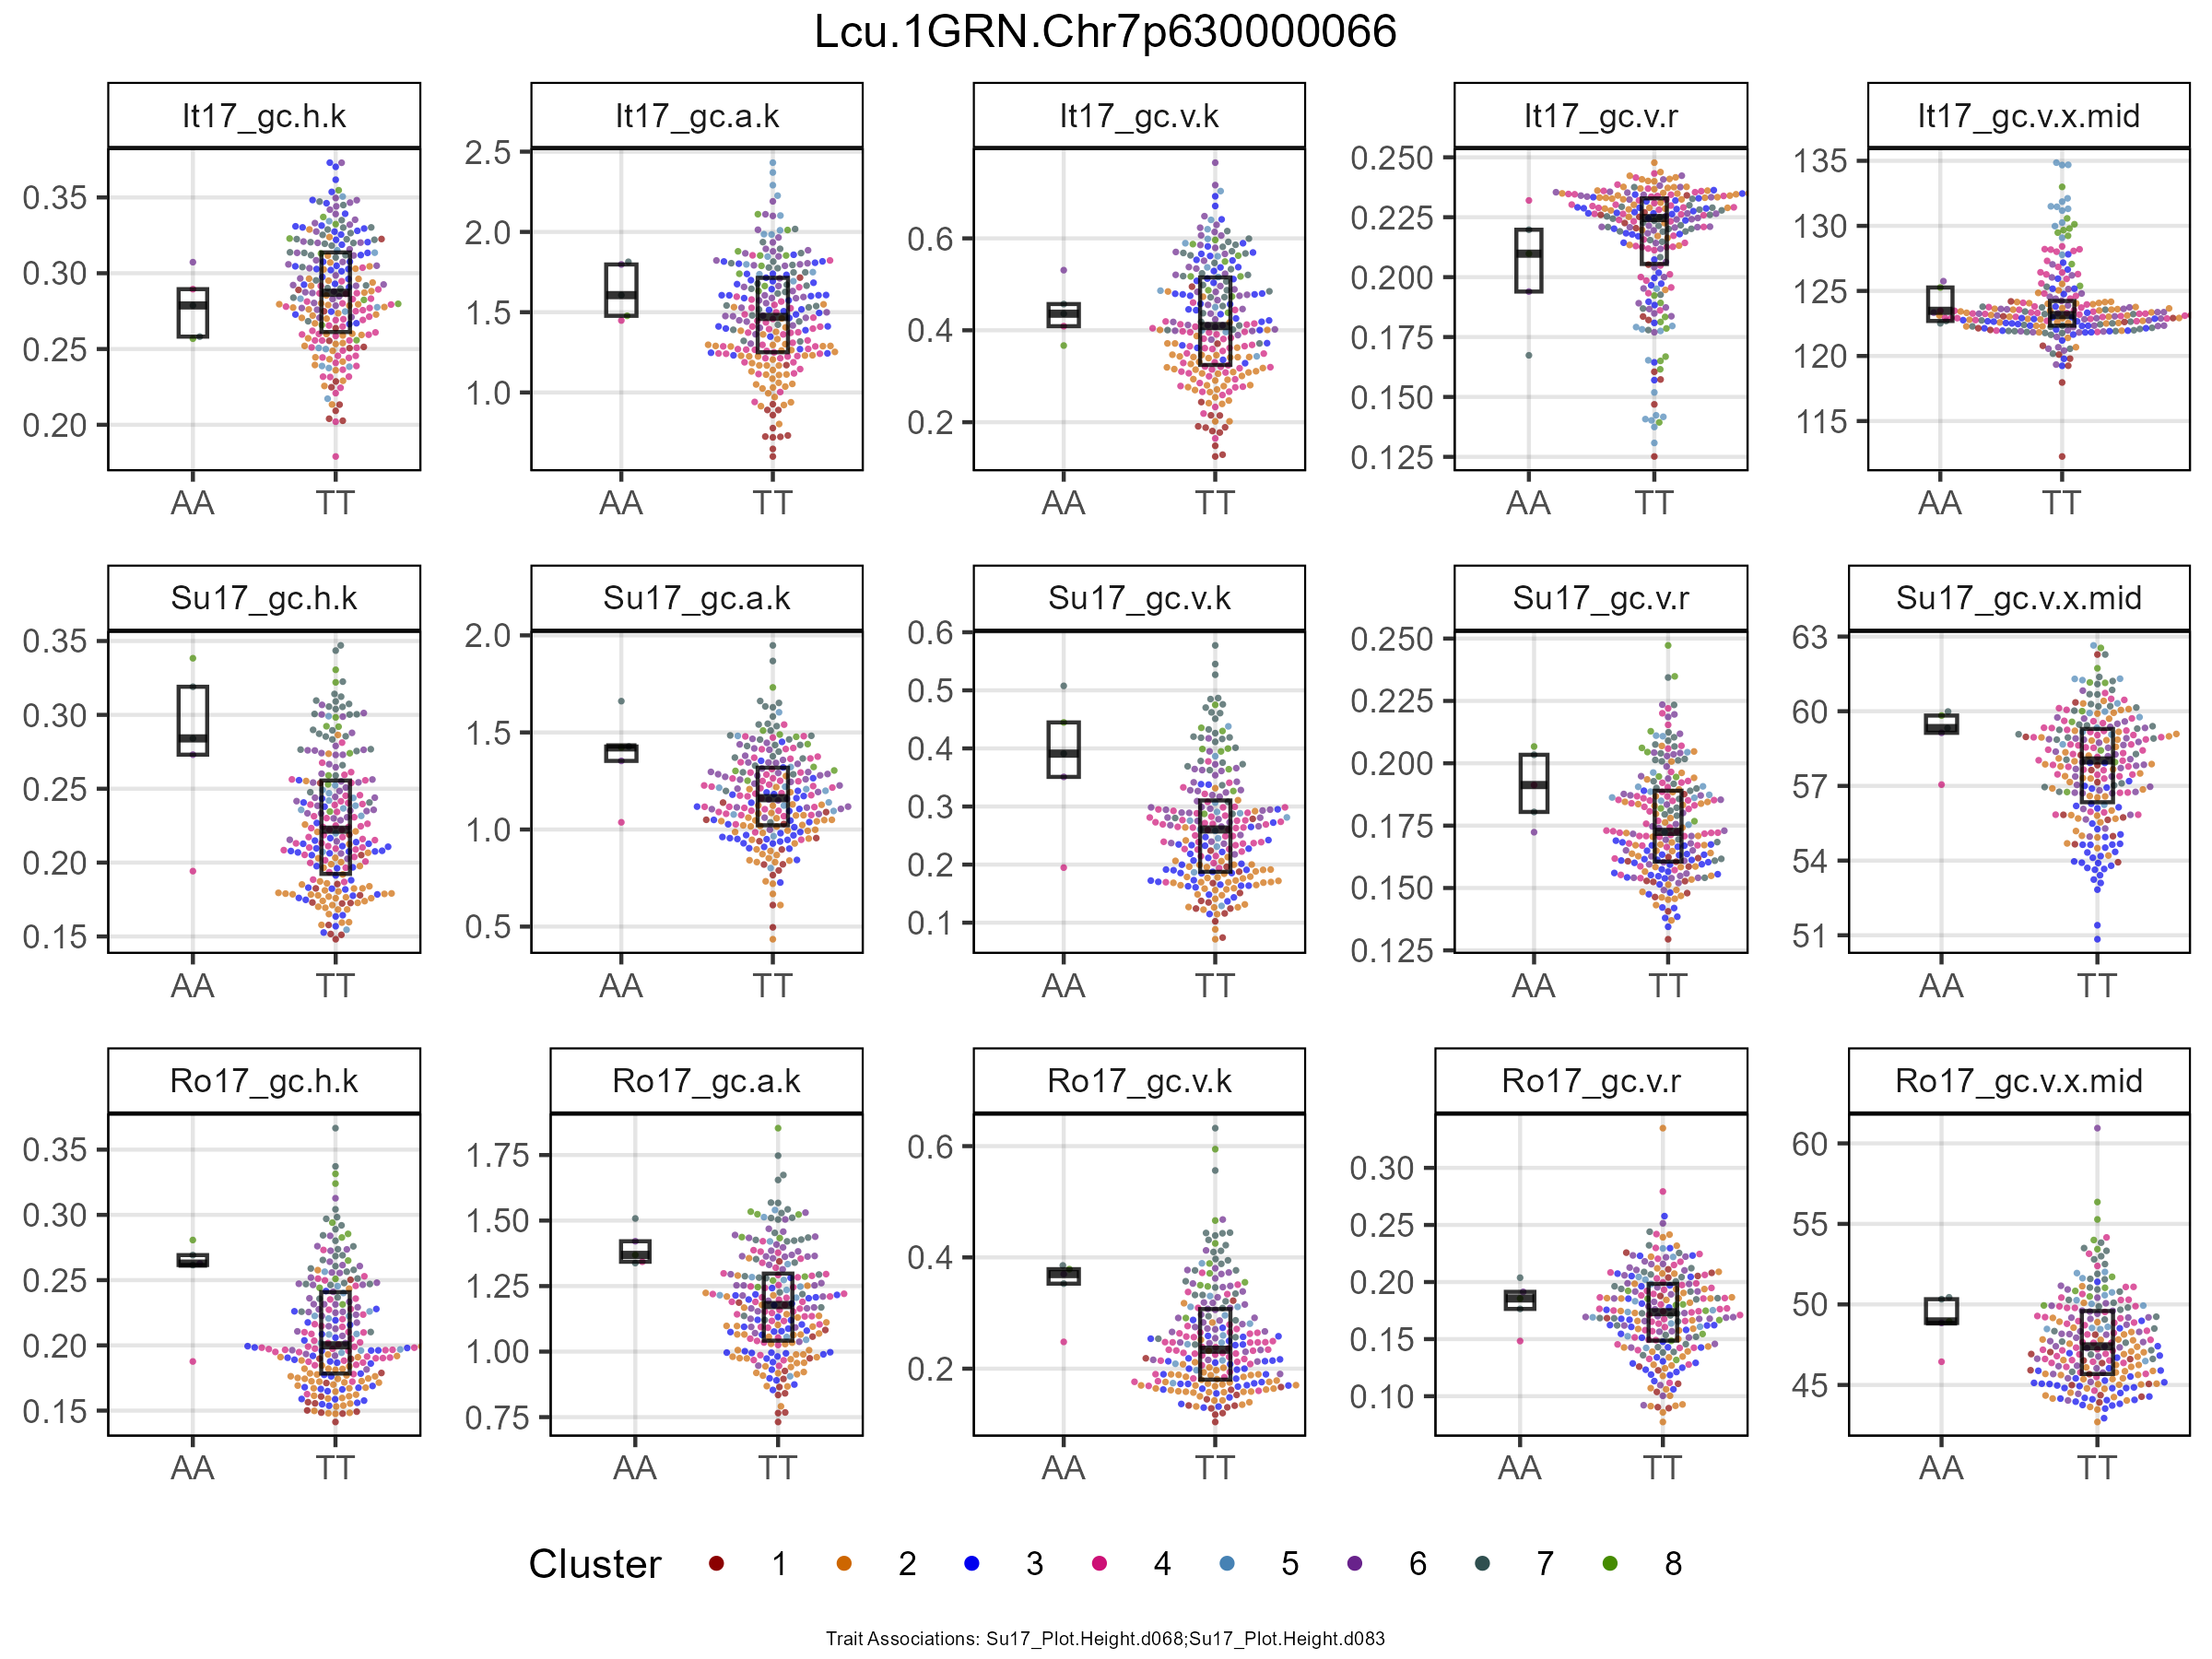 Lcu.1GRN.Chr7p630000066
It17_gc.h.k It17_gc.a.k It17_gc.v.k It17_gc.v.r It17_gc.v.x.mid
0.35 0.30 0.25 0.20
2.5 2.0 1.5 1.0
0.6 0.4 0.2
0.250 0.225 0.200 0.175 0.150 0.125
135 130 125 120 115
AA TT AA TT AA TT AA TT AA TT
Su17_gc.h.k Su17_gc.a.k Su17_gc.v.k Su17_gc.v.r Su17_gc.v.x.mid
0.35 0.30 0.25 0.20 0.15
2.0 1.5 1.0 0.5
0.6 0.5 0.4 0.3 0.2 0.1
0.250 0.225 0.200 0.175 0.150 0.125
63 60 57 54 51
AA TT AA TT AA TT AA TT AA TT
Ro17_gc.h.k Ro17_gc.a.k Ro17_gc.v.k Ro17_gc.v.r Ro17_gc.v.x.mid
0.35 0.30 0.25 0.20 0.15
1.75 1.50 1.25 1.00 0.75
0.6 0.4 0.2
0.30 0.25 0.20 0.15 0.10
60 55 50 45
AA TT AA TT AA TT AA TT AA TT
Cluster 1 2 3 4 5 6 7 8
Trait Associations: Su17_Plot.Height.d068;Su17_Plot.Height.d083